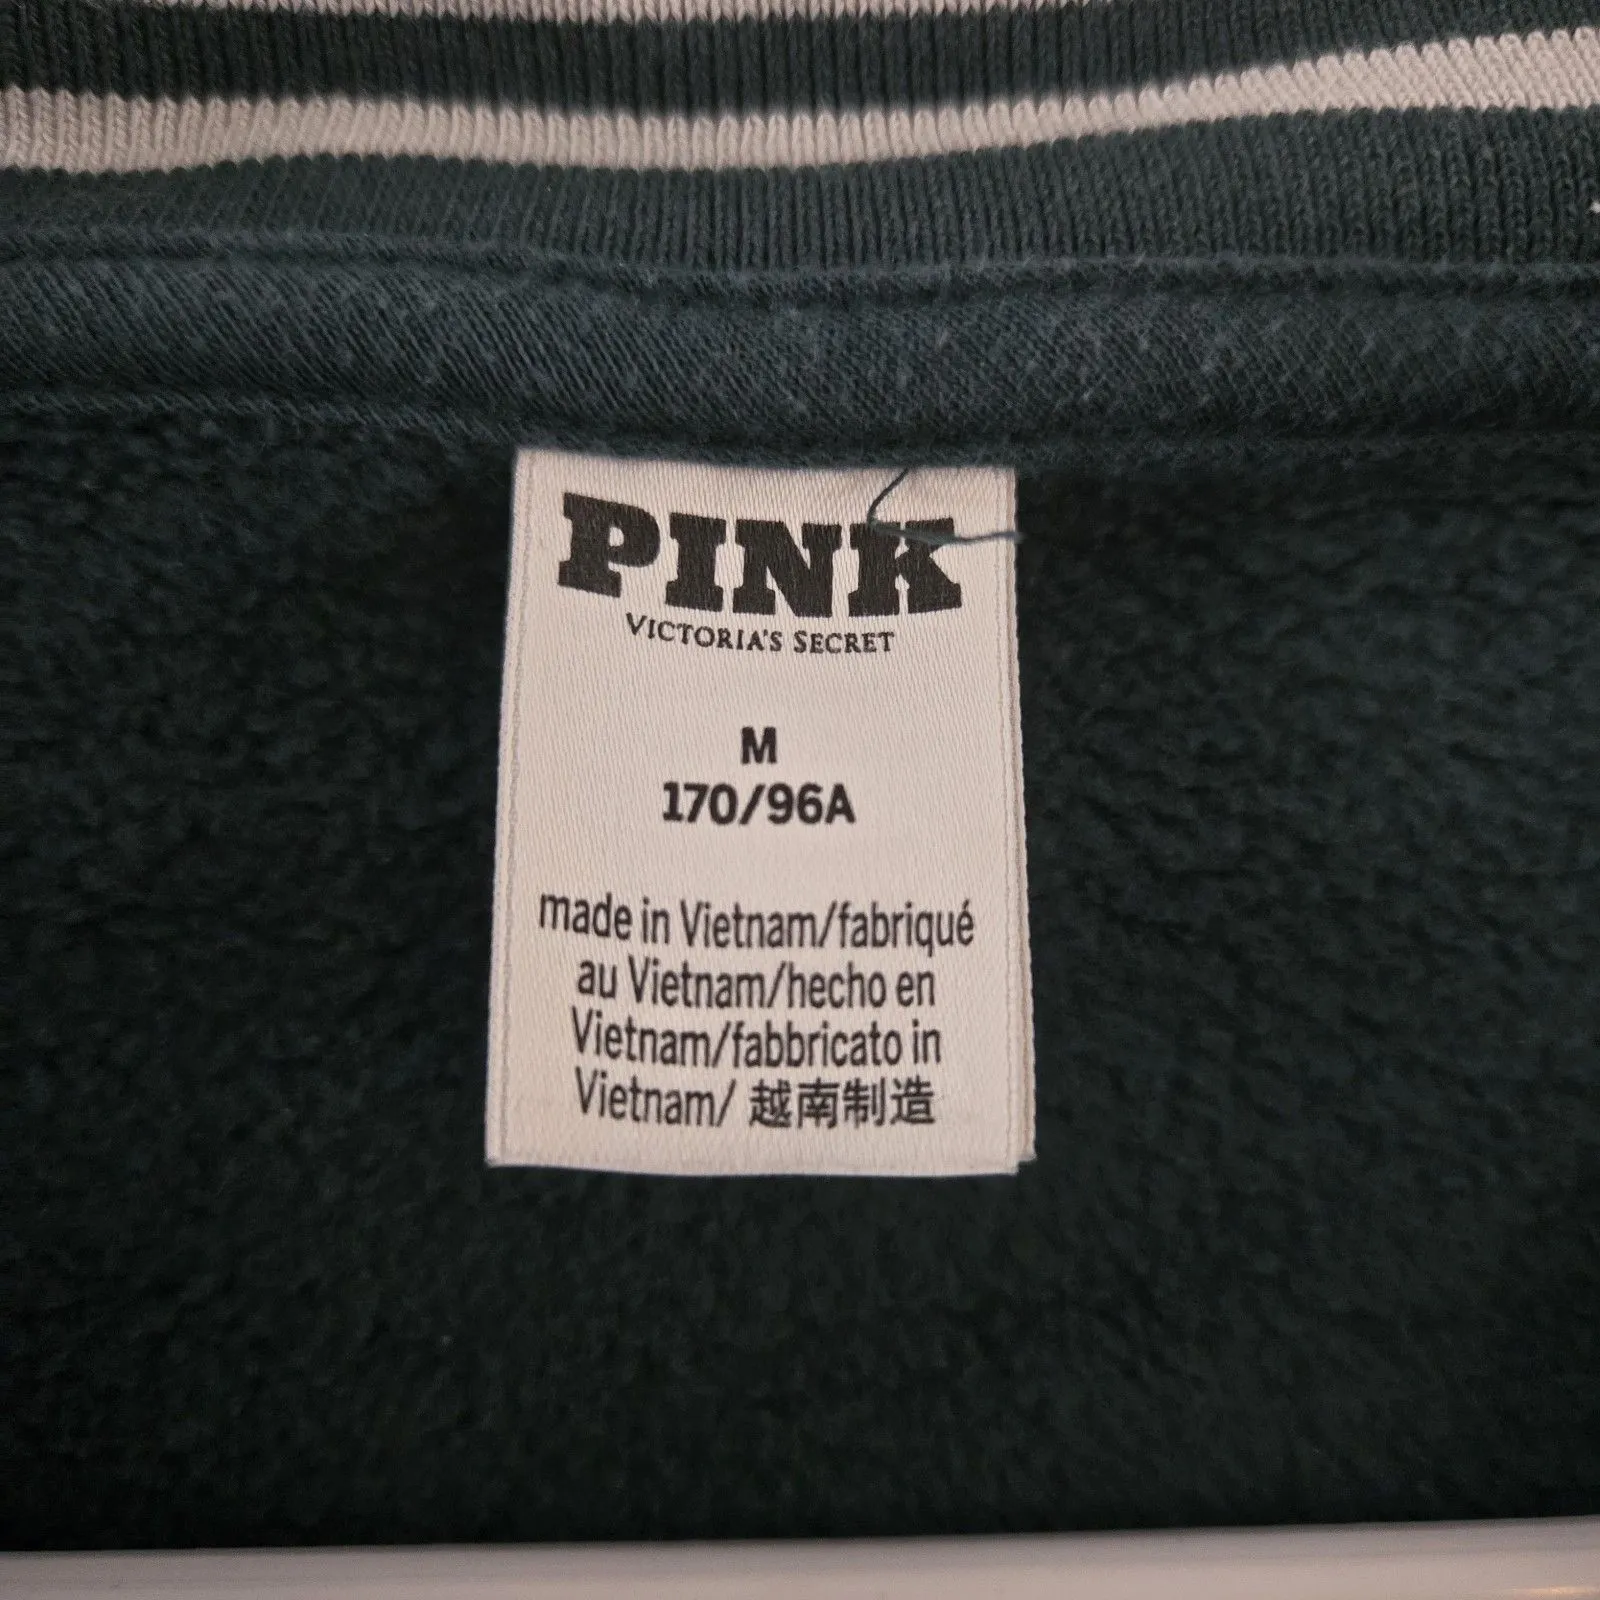 PINK
VICTORIA'S SECRET
M
170/96A
made in Vietnam/fabriqué
au Vietnam/hecho en
Vietnam/fabbricato in
Vietnam/ 越南制造